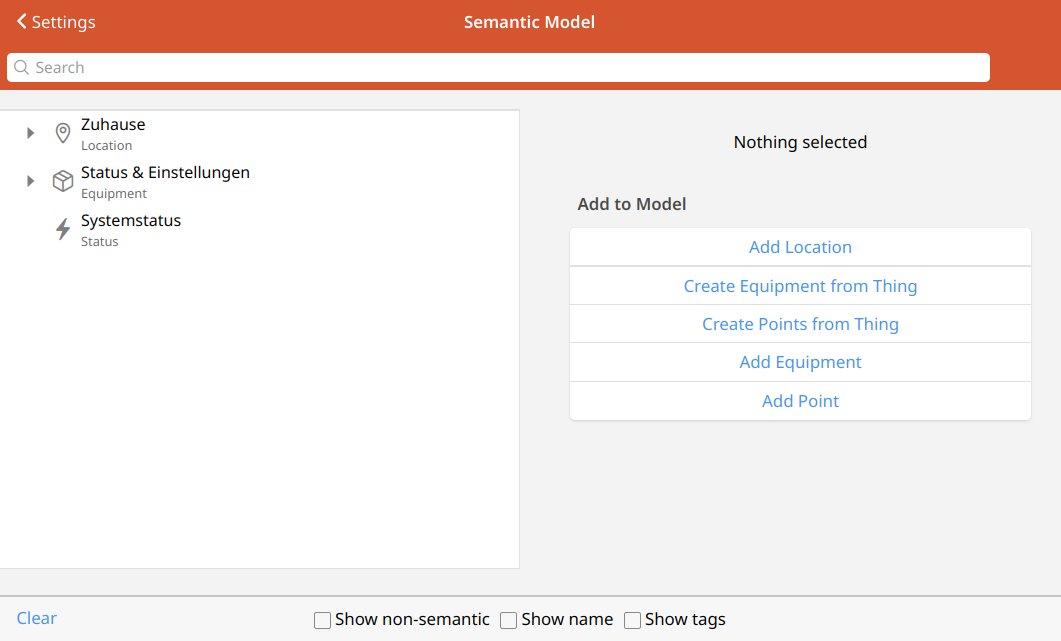 Settings
Semantic Model
Search
Zuhause
Location
Status & Einstellungen
Equipment
Systemstatus
Status
Nothing selected
Add to Model
Add Location
Create Equipment from Thing
Create Points from Thing
Add Equipment
Add Point
Clear
Show non-semantic
Show name
Show tags